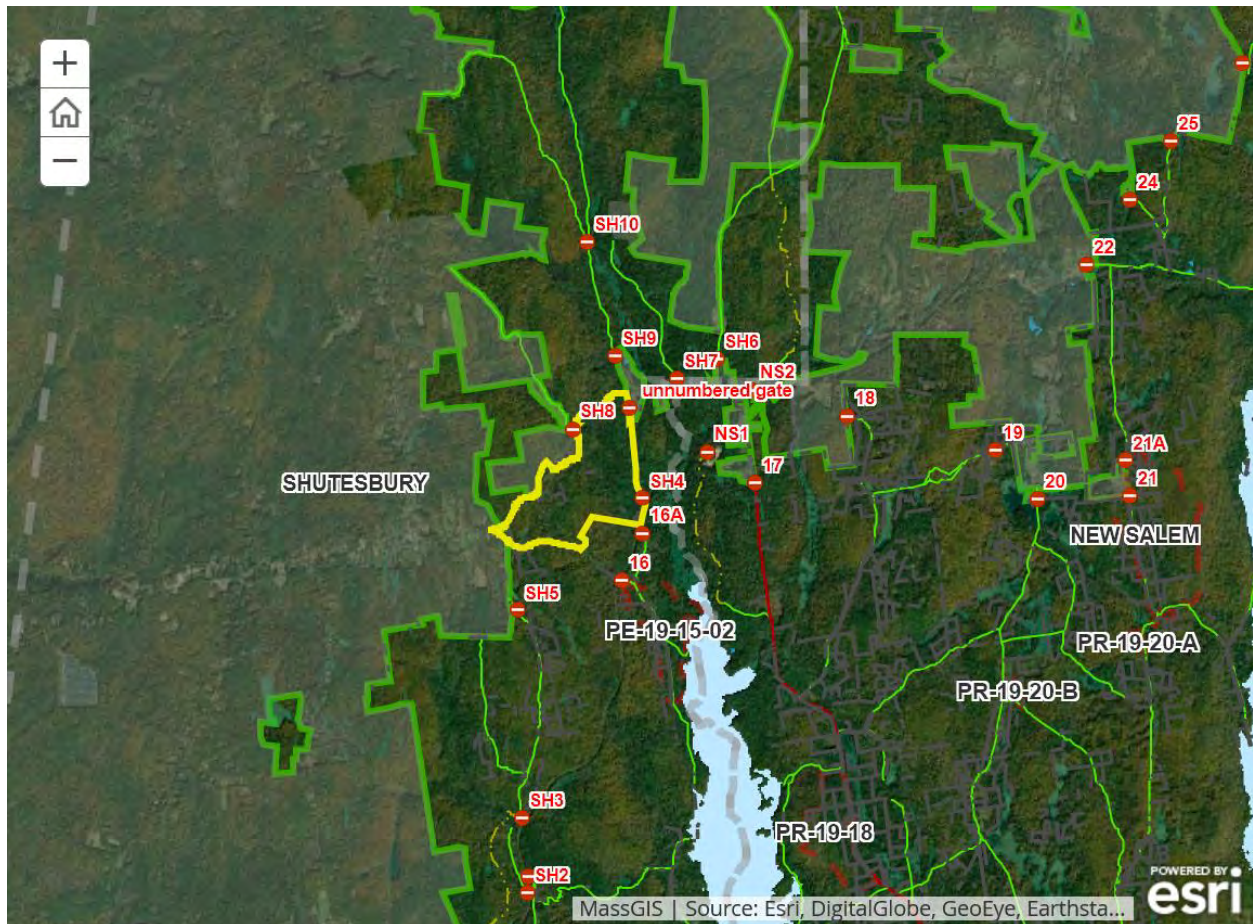 +
−
25
24
SH10
22
SH9
SH6
SH7
NS2
unnumbered gate
SH8
18
NS1
19
21A
17
SHUTESBURY
SH4
20
21
16A
NEW SALEM
16
SH5
PE-19-15-02
PR-19-20-A
PR-19-20-B
SH3
PR-19-18
SH2
POWERED BY
esri
MassGIS | Source: Esri, DigitalGlobe, GeoEye, Earthsta...